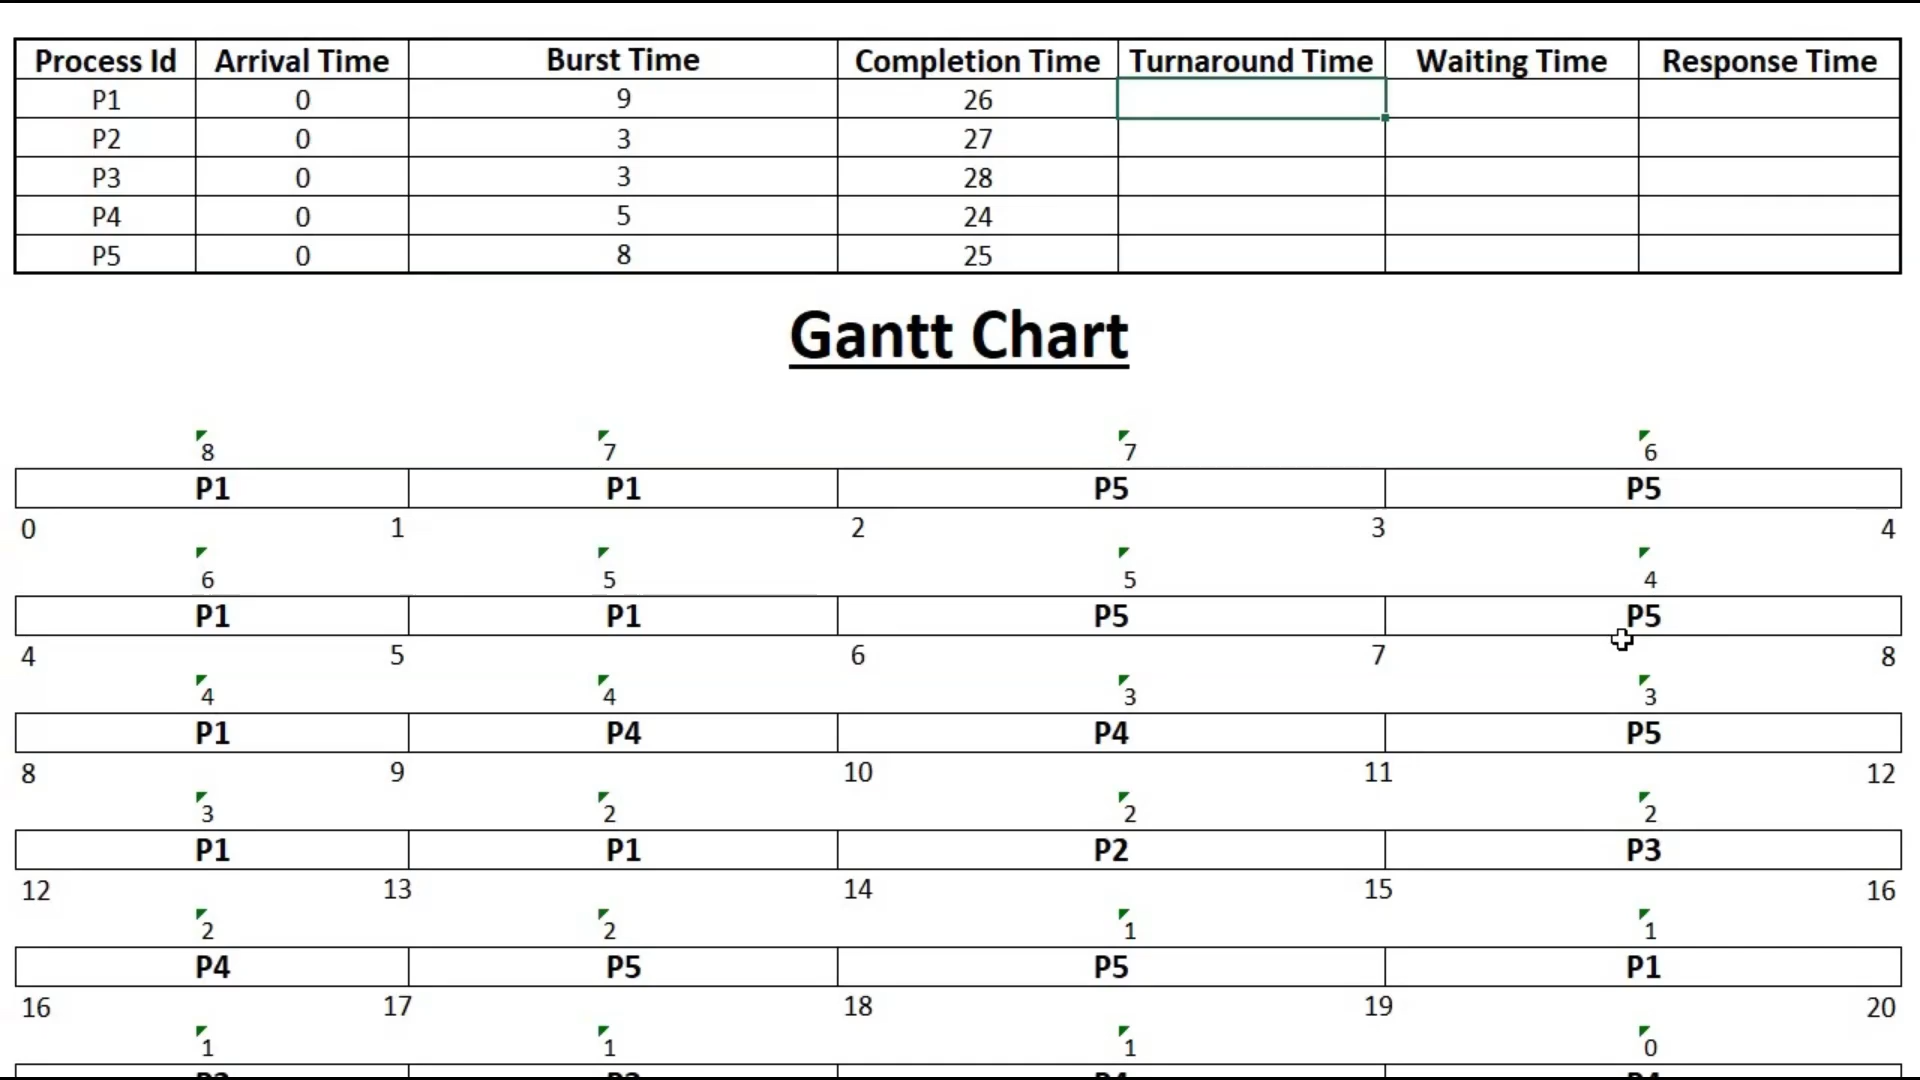 Process Id Arrival Time Burst Time Completion Time Turnaround Time Waiting Time Response Time
P1 0 9 26
P2 0 3 27
P3 0 3 28
P4 0 5 24
P5 0 8 25
Gantt Chart
8 7 7 6
P1 P1 P5 P5
0 1 2 3 4
6 5 5 4
P1 P1 P5 P5
4 5 6 7 8
4 4 3 3
P1 P4 P4 P5
8 9 10 11 12
3 2 2 2
P1 P1 P2 P3
12 13 14 15 16
2 2 1 1
P4 P5 P5 P1
16 17 18 19 20
1 1 1 0